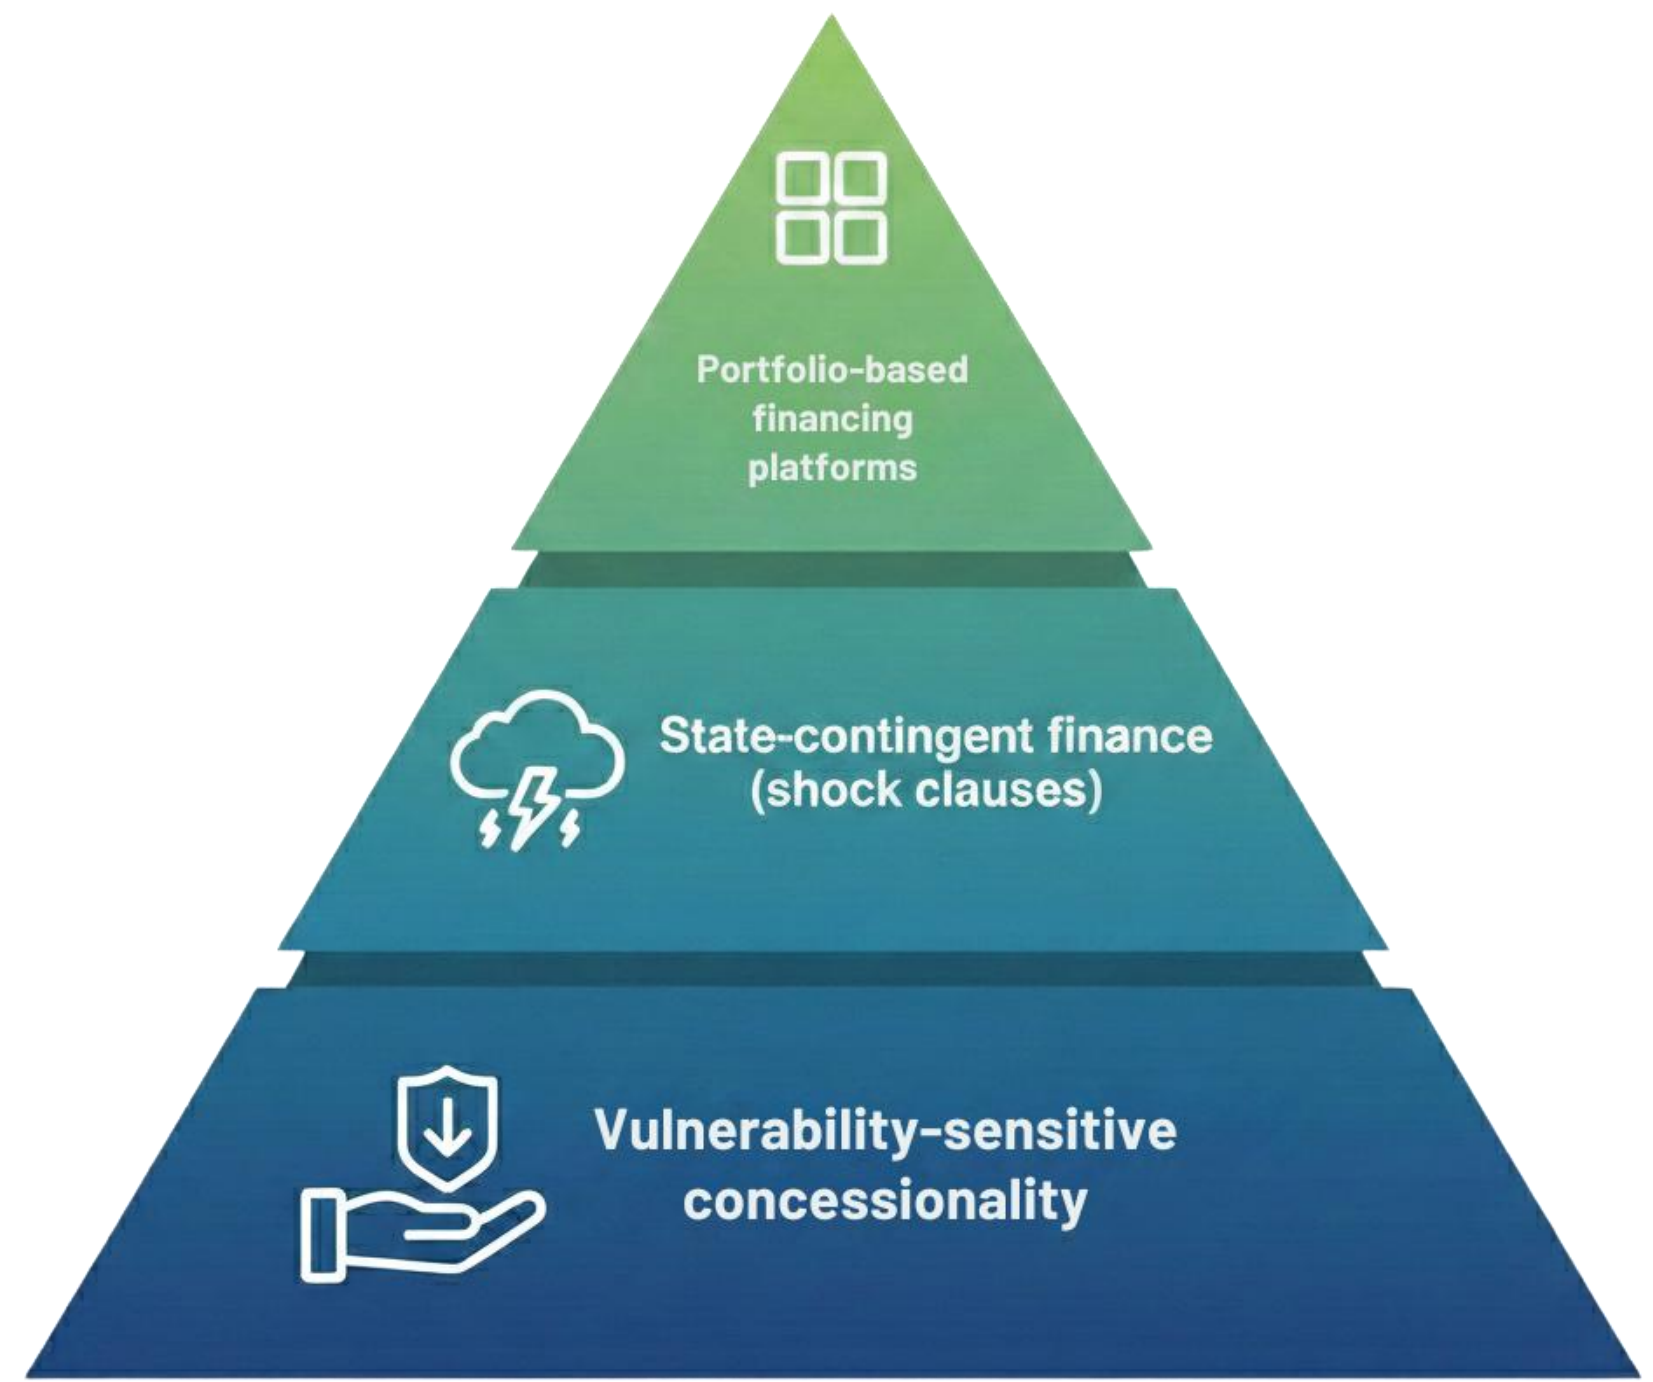 Portfolio-based
financing
platforms
State-contingent finance
(shock clauses)
Vulnerability-sensitive
concessionality